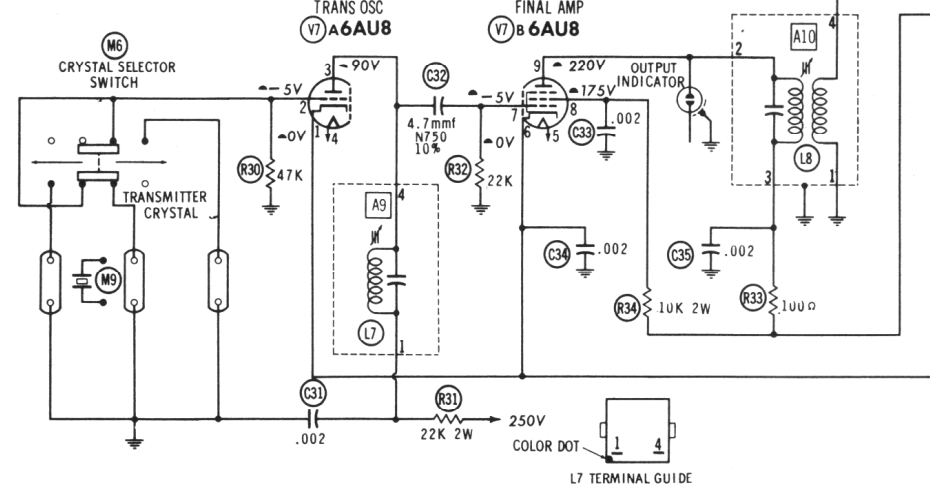 TRANS OSC
V7 A 6AU8
FINAL AMP
V7 B 6AU8
M6
CRYSTAL SELECTOR
SWITCH
3
-90V
-5V
2
1
4
0V
R30
47K
C32
4.7mmf
N750
10%
-5V
0V
R32
22K
9
220V
175V
7
8
6
5
C33
.002
OUTPUT
INDICATOR
2
A10
4
L8
3
1
TRANSMITTER
CRYSTAL
M9
A9
4
L7
1
C34
.002
C35
.002
R34
10K 2W
R33
100Ω
C31
.002
R31
22K 2W
250V
COLOR DOT
1
4
L7 TERMINAL GUIDE